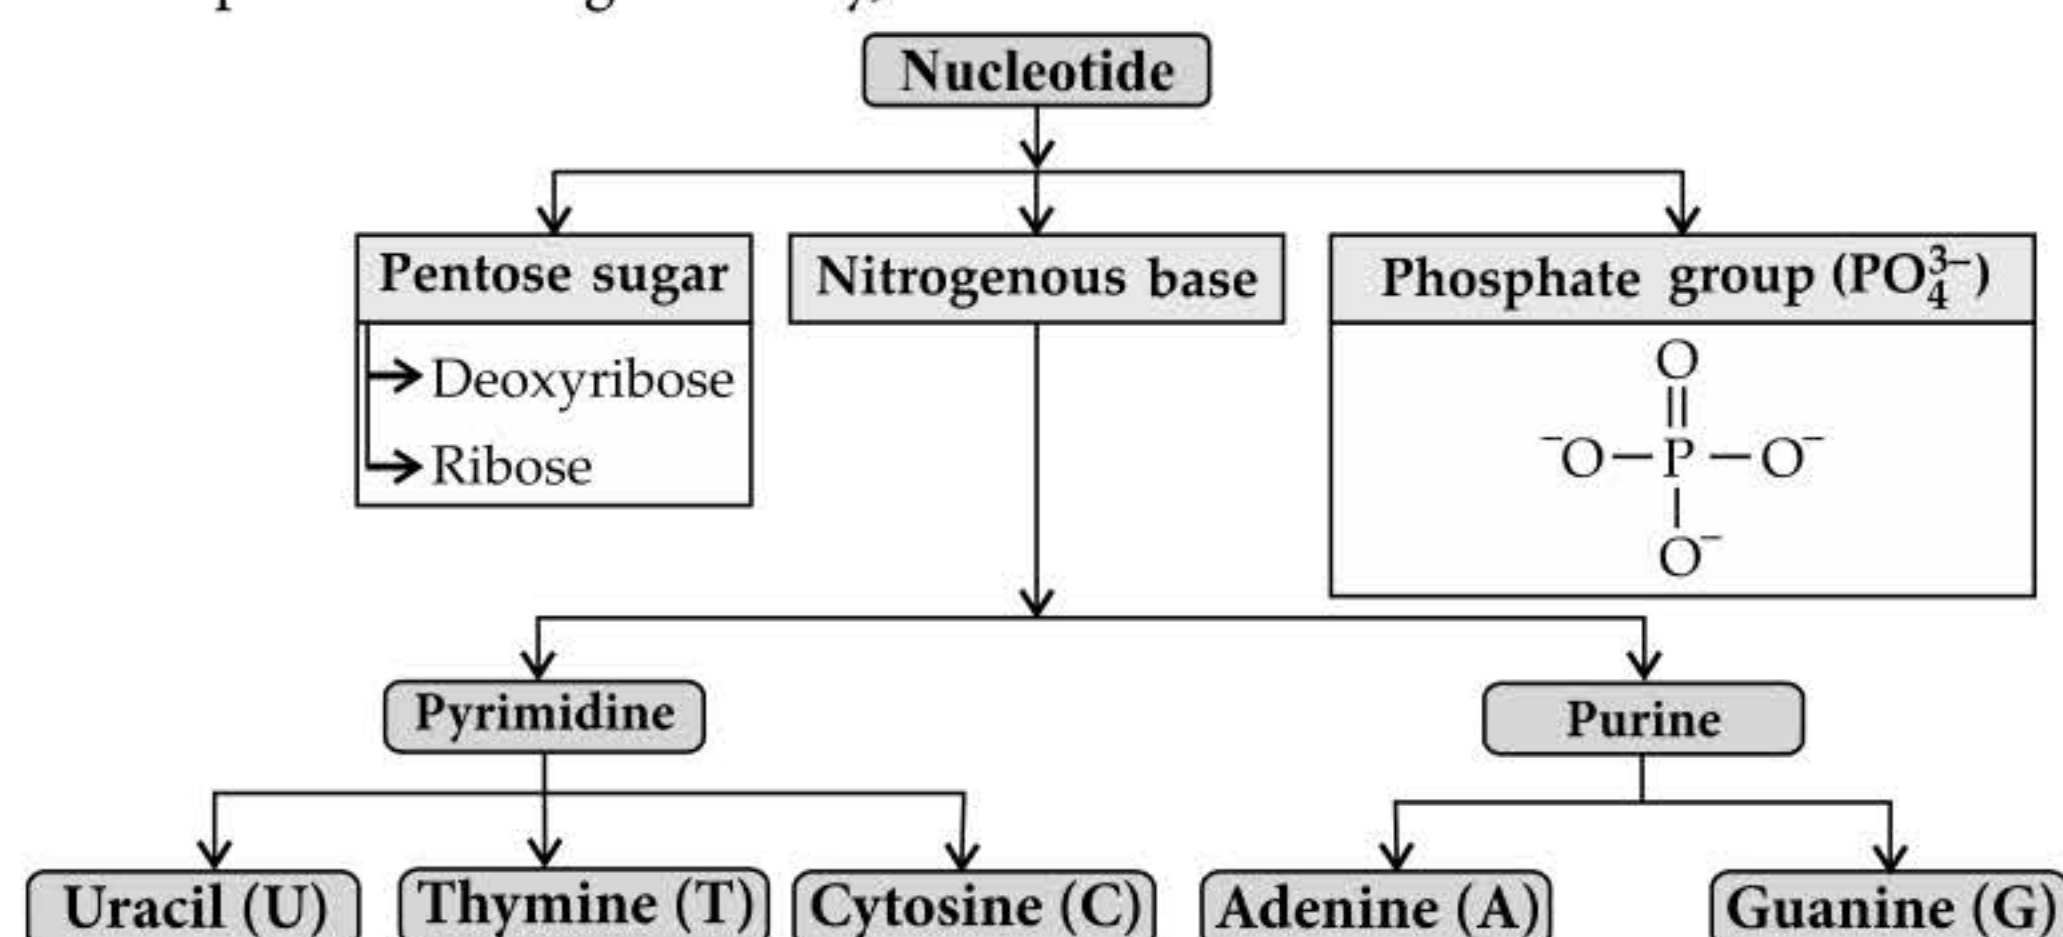 Nucleotide
Pentose sugar
Deoxyribose
Ribose
Nitrogenous base
Phosphate group (PO₄³⁻)
O
||
⁻O—P—O⁻
|
O⁻
Pyrimidine
Purine
Uracil (U)
Thymine (T)
Cytosine (C)
Adenine (A)
Guanine (G)